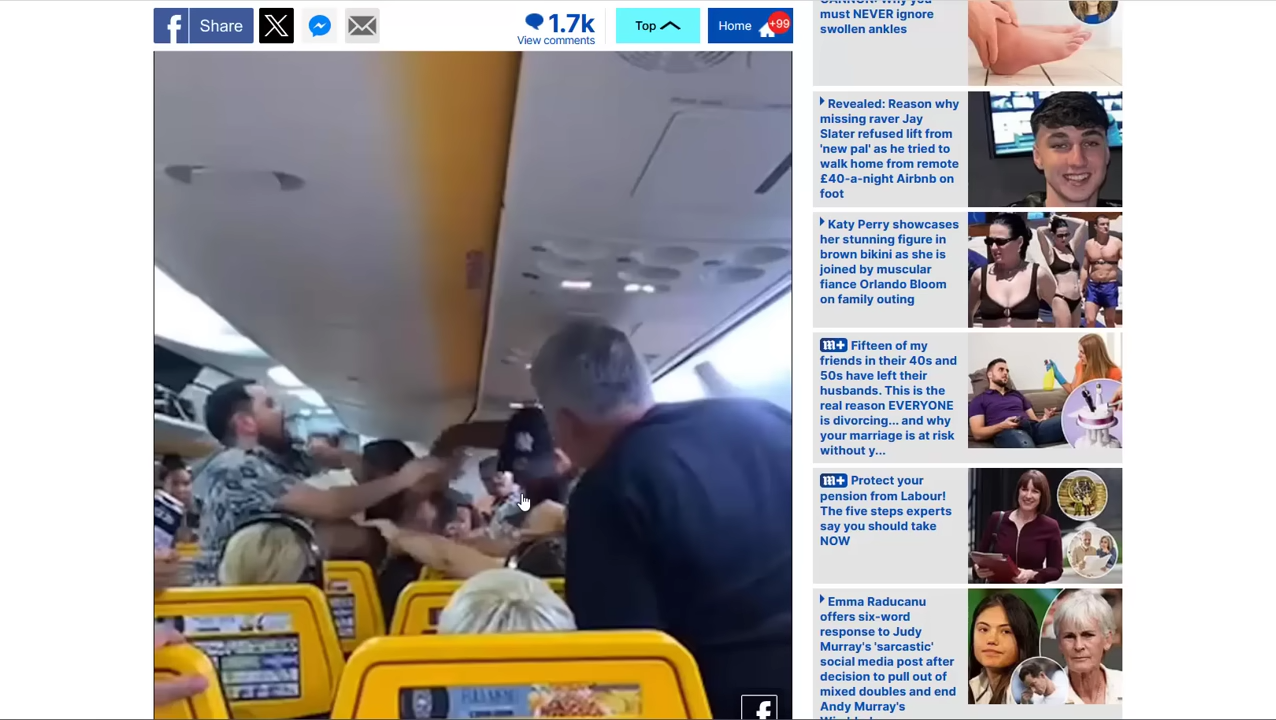 Share
1.7k
View comments
Top
Home
+99
must NEVER ignore
swollen ankles
Revealed: Reason why
missing raver Jay
Slater refused lift from
'new pal' as he tried to
walk home from remote
£40-a-night Airbnb on
foot
Katy Perry showcases
her stunning figure in
brown bikini as she is
joined by muscular
fiance Orlando Bloom
on family outing
m+ Fifteen of my
friends in their 40s and
50s have left their
husbands. This is the
real reason EVERYONE
is divorcing... and why
your marriage is at risk
without y...
m+ Protect your
pension from Labour!
The five steps experts
say you should take
NOW
Emma Raducanu
offers six-word
response to Judy
Murray's 'sarcastic'
social media post after
decision to pull out of
mixed doubles and end
Andy Murray's